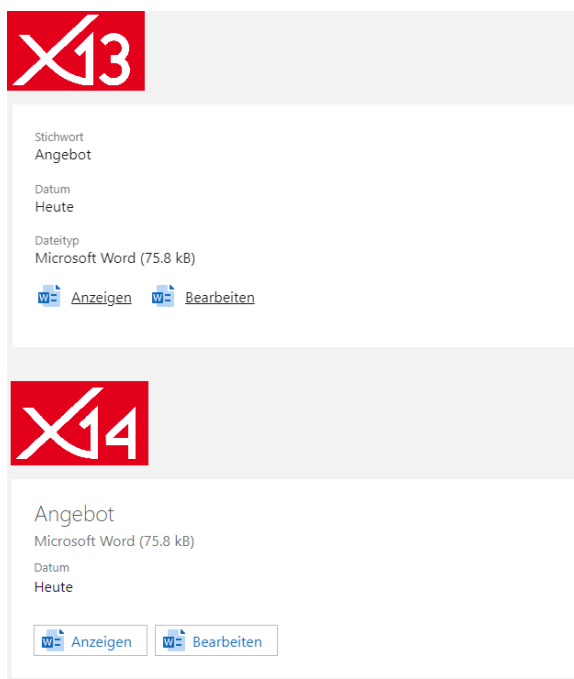 x13
Stichwort
Angebot
Datum
Heute
Dateityp
Microsoft Word (75.8 kB)
Anzeigen Bearbeiten
x14
Angebot
Microsoft Word (75.8 kB)
Datum
Heute
Anzeigen Bearbeiten